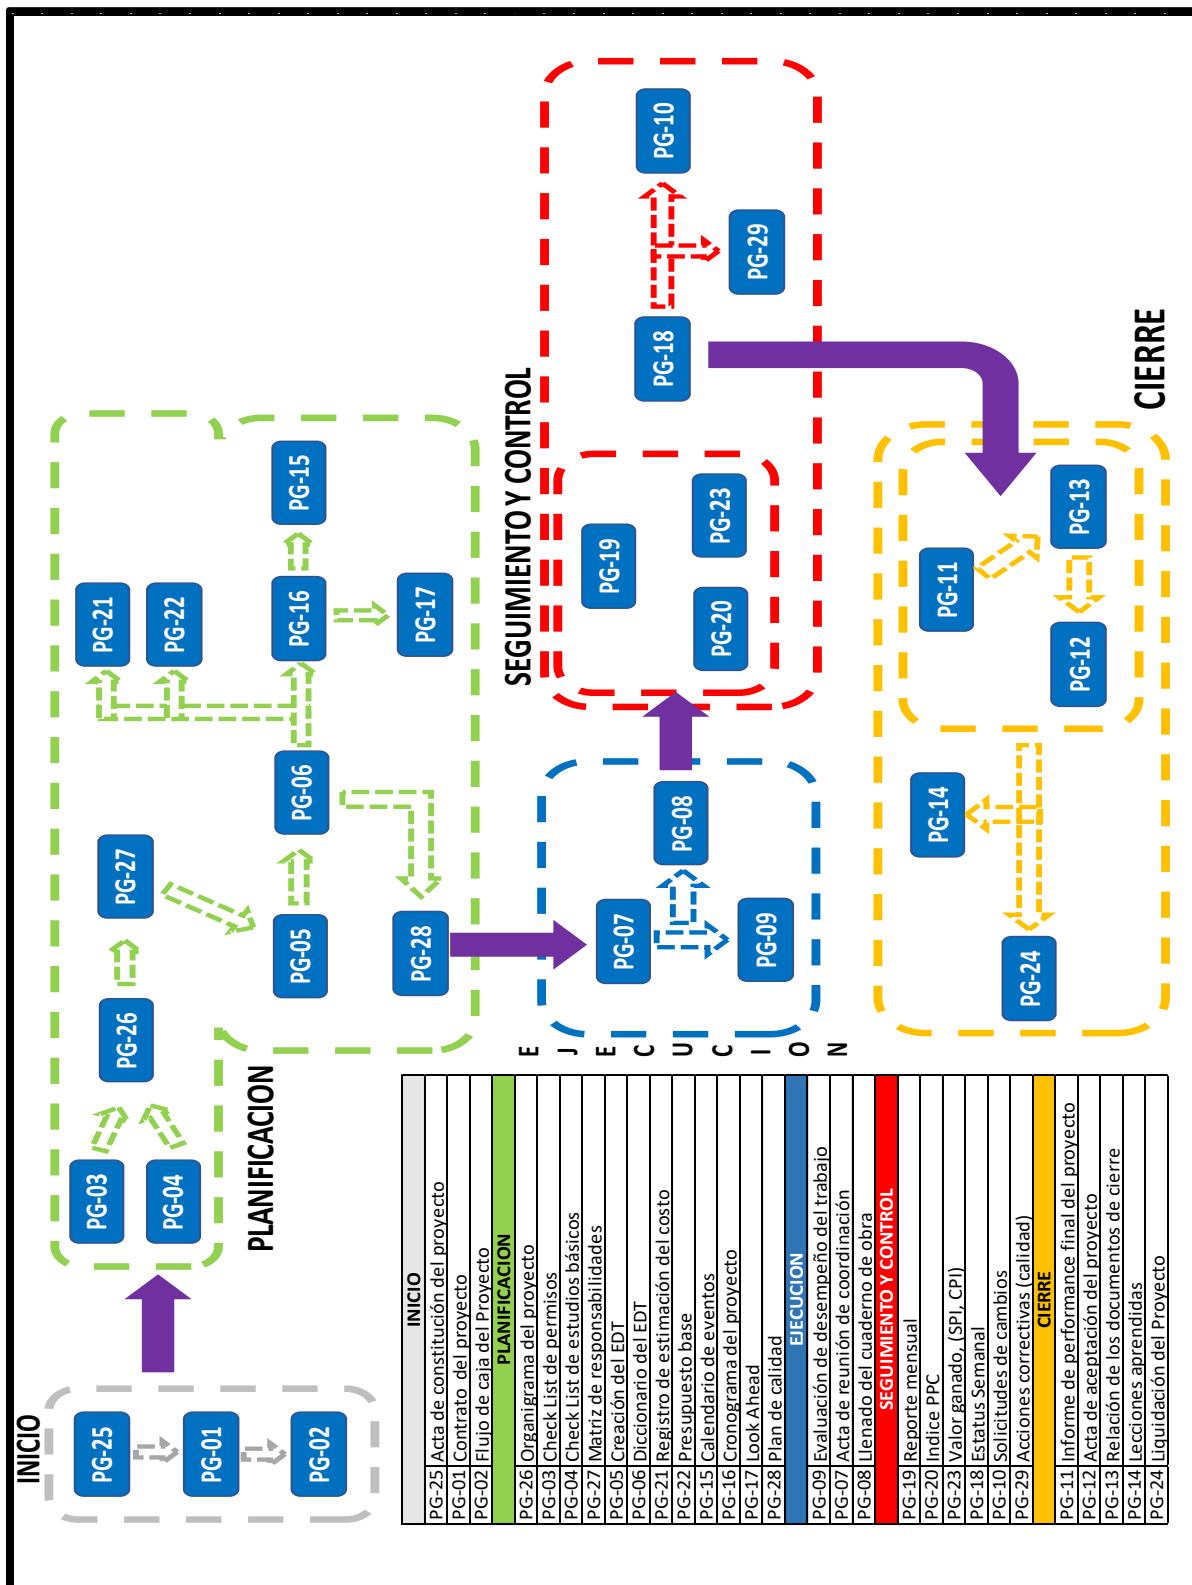 INICIO
PG-25
PG-01
PG-02
PLANIFICACION
PG-03
PG-04
PG-26
PG-27
PG-05
PG-06
PG-28
PG-21
PG-22
PG-16
PG-15
PG-17
EJECUCION
PG-07
PG-08
PG-09
SEGUIMIENTO Y CONTROL
PG-19
PG-20
PG-23
PG-18
PG-10
PG-29
CIERRE
PG-11
PG-13
PG-12
PG-14
PG-24
INICIO
PG-25 Acta de constitución del proyecto
PG-01 Contrato del proyecto
PG-02 Flujo de caja del Proyecto
PLANIFICACION
PG-26 Organigrama del proyecto
PG-03 Check List de permisos
PG-04 Check List de estudios básicos
PG-27 Matriz de responsabilidades
PG-05 Creación del EDT
PG-06 Diccionario del EDT
PG-21 Registro de estimación del costo
PG-22 Presupuesto base
PG-15 Calendario de eventos
PG-16 Cronograma del proyecto
PG-17 Look Ahead
PG-28 Plan de calidad
EJECUCION
PG-09 Evaluación de desempeño del trabajo
PG-07 Acta de reunión de coordinación
PG-08 Llenado del cuaderno de obra
SEGUIMIENTO Y CONTROL
PG-19 Reporte mensual
PG-20 Indice PPC
PG-23 Valor ganado, (SPI, CPI)
PG-18 Estatus Semanal
PG-10 Solicitudes de cambios
PG-29 Acciones correctivas (calidad)
CIERRE
PG-11 Informe de performance final del proyecto
PG-12 Acta de aceptación del proyecto
PG-13 Relación de los documentos de cierre
PG-14 Lecciones aprendidas
PG-24 Liquidación del Proyecto